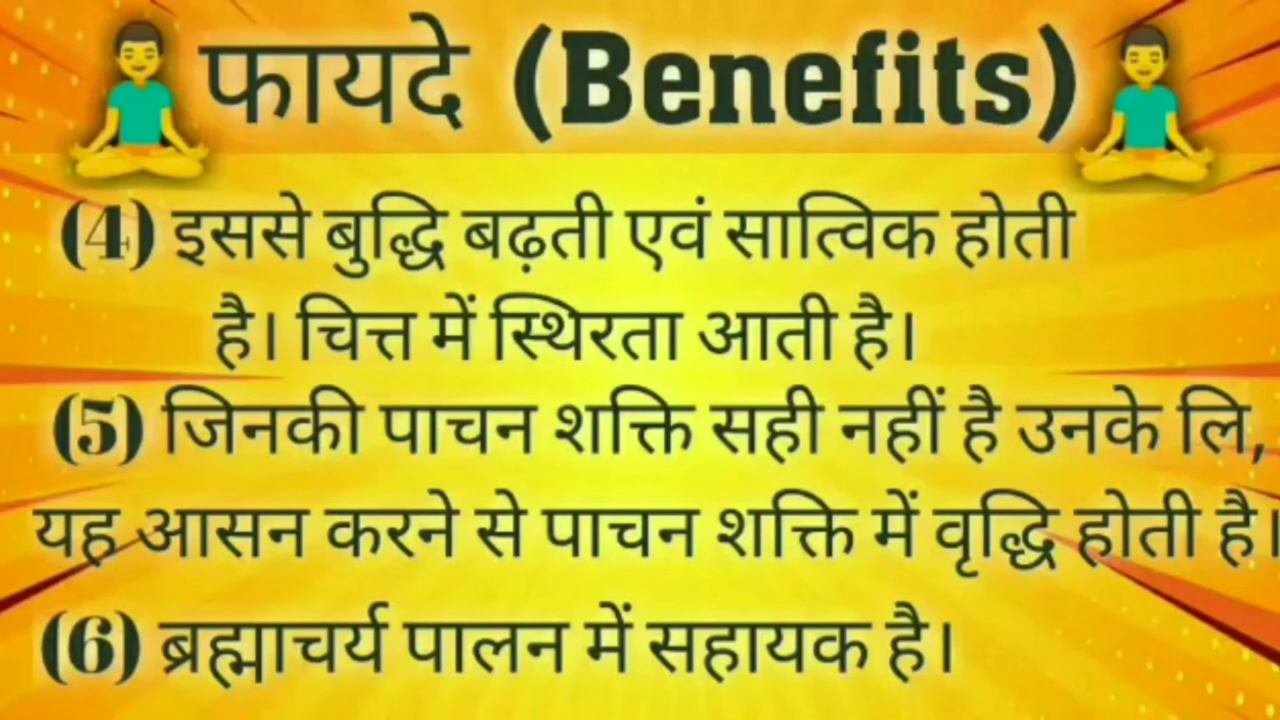 फायदे (Benefits)
(4) इससे बुद्धि बढ़ती एवं सात्विक होती
है। चित्त में स्थिरता आती है।
(5) जिनकी पाचन शक्ति सही नहीं है उनके लि,
यह आसन करने से पाचन शक्ति में वृद्धि होती है।
(6) ब्रह्माचर्य पालन में सहायक है।